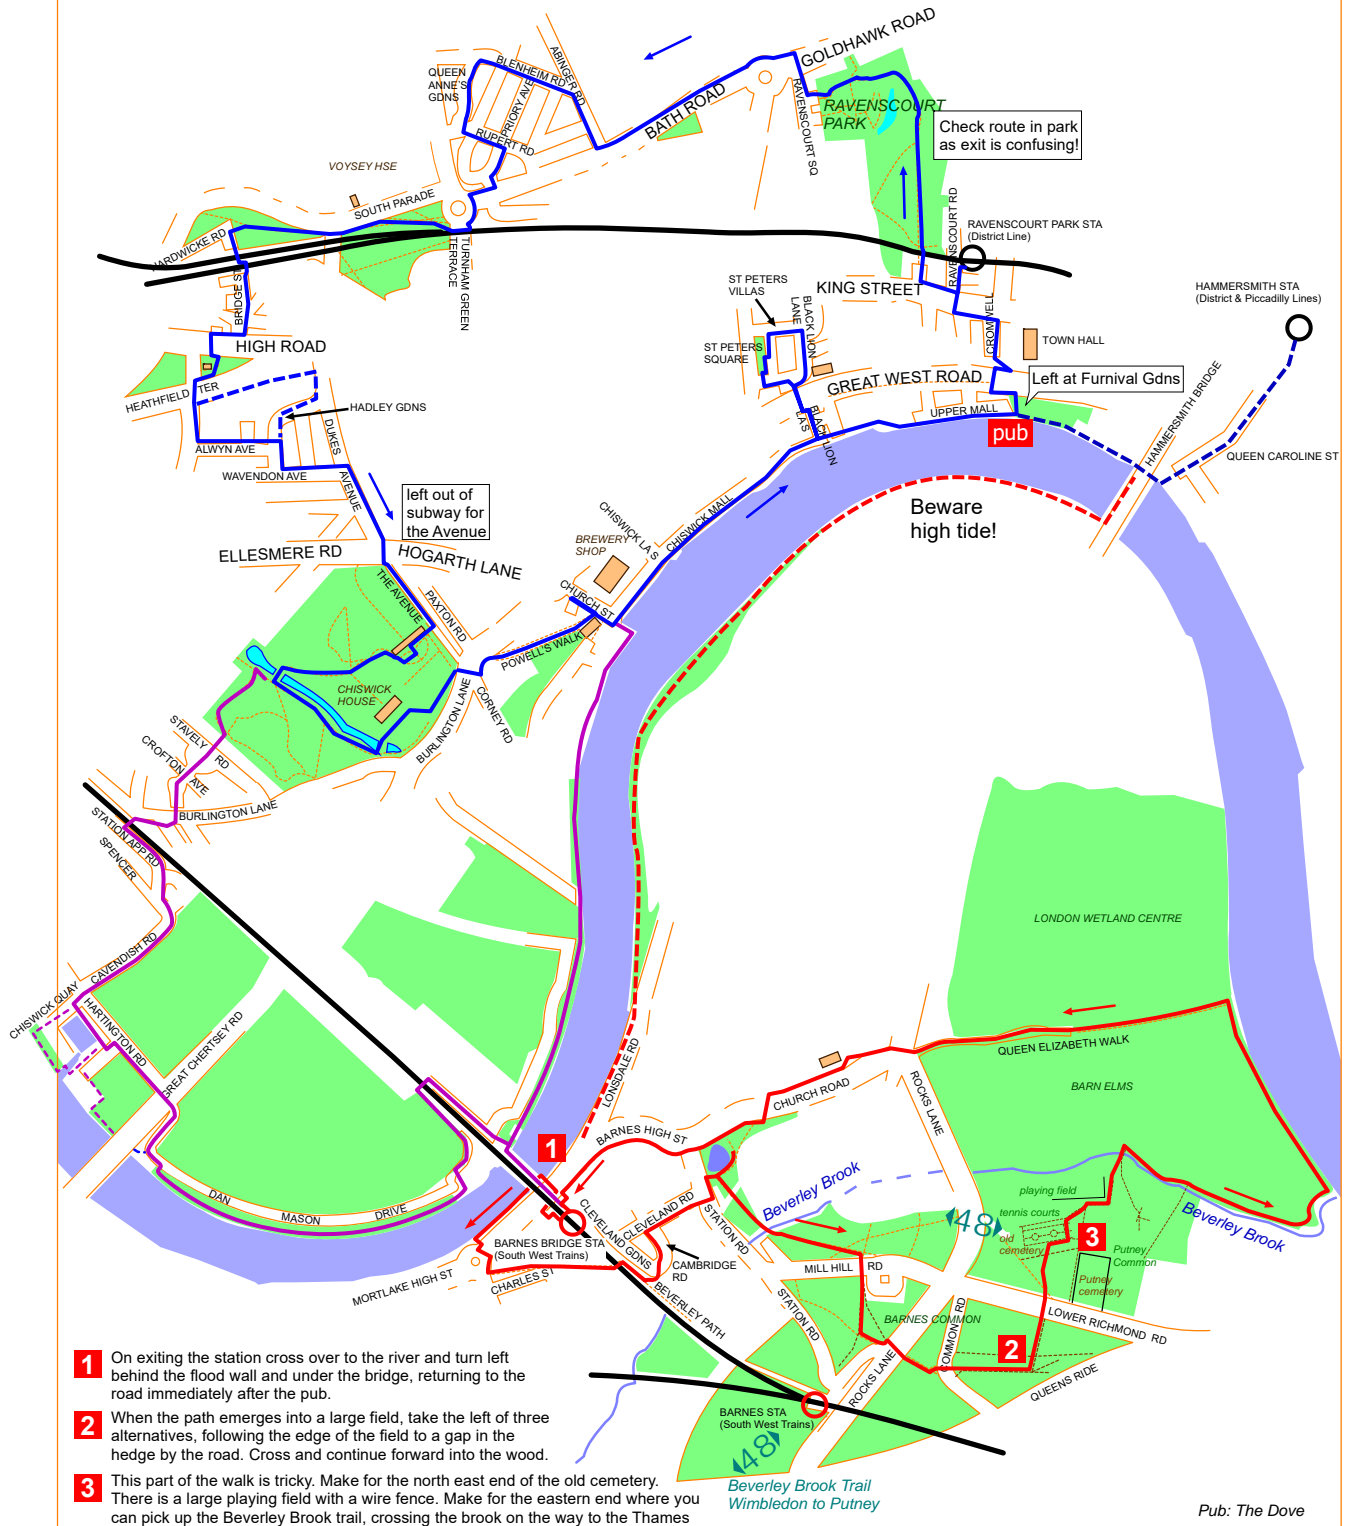 GOLDHAWK ROAD
ABINGER RD
BLENHEIM RD
QUEEN
ANNE'S
GDNS
PRIORY AVE
RUPERT RD
BATH ROAD
RAVENSCOURT SQ
RAVENSCOURT
PARK
Check route in park
as exit is confusing!
VOYSEY HSE
SOUTH PARADE
HARDWICKE RD
TURNHAM GREEN
TERRACE
BRIDGE ST
RAVENSCOURT RD
RAVENSCOURT PARK STA
(District Line)
KING STREET
ST PETERS
VILLAS
BLACK LION
LANE
HAMMERSMITH STA
(District & Piccadilly Lines)
CROMWELL
TOWN HALL
HIGH ROAD
ST PETERS
SQUARE
GREAT WEST ROAD
Left at Furnival Gdns
HEATHFIELD TER
HADLEY GDNS
UPPER MALL
pub
HAMMERSMITH BRIDGE
QUEEN CAROLINE ST
BLACK LION
LA S
DUKES
AVENUE
ALWYN AVE
WAVENDON AVE
left out of
subway for
the Avenue
CHISWICK MALL
CHISWICK LA S
BREWERY
SHOP
Beware
high tide!
ELLESMERE RD
HOGARTH LANE
THE AVENUE
PAXTON RD
CHURCH ST
POWELL'S WALK
CHISWICK
HOUSE
BURLINGTON LANE
CORNEY RD
STAVELY
RD
CROFTON
AVE
BURLINGTON LANE
STATION APP RD
SPENCER
CAVENDISH RD
CHISWICK QUAY
HARTINGTON RD
GREAT CHERTSEY RD
DAN
MASON
DRIVE
LONDON WETLAND CENTRE
QUEEN ELIZABETH WALK
BARN ELMS
LONSDALE RD
CHURCH ROAD
ROCKS LANE
BARNES HIGH ST
1
CLEVELAND GDNS
CLEVELAND RD
STATION RD
Beverley Brook
playing field
tennis courts
old
cemetery
48
3
Putney
Common
Beverley Brook
Putney
cemetery
BARNES BRIDGE STA
(South West Trains)
CAMBRIDGE
RD
MORTLAKE HIGH ST
CHARLES ST
MILL HILL
RD
BEVERLEY PATH
STATION RD
BARNES COMMON
COMMON
RD
LOWER RICHMOND RD
2
QUEENS RIDE
ROCKS LANE
BARNES STA
(South West Trains)
48
Beverley Brook Trail
Wimbledon to Putney
1 On exiting the station cross over to the river and turn left
behind the flood wall and under the bridge, returning to the
road immediately after the pub.
2 When the path emerges into a large field, take the left of three
alternatives, following the edge of the field to a gap in the
hedge by the road. Cross and continue forward into the wood.
3 This part of the walk is tricky. Make for the north east end of the old cemetery.
There is a large playing field with a wire fence. Make for the eastern end where you
can pick up the Beverley Brook trail, crossing the brook on the way to the Thames
Pub: The Dove